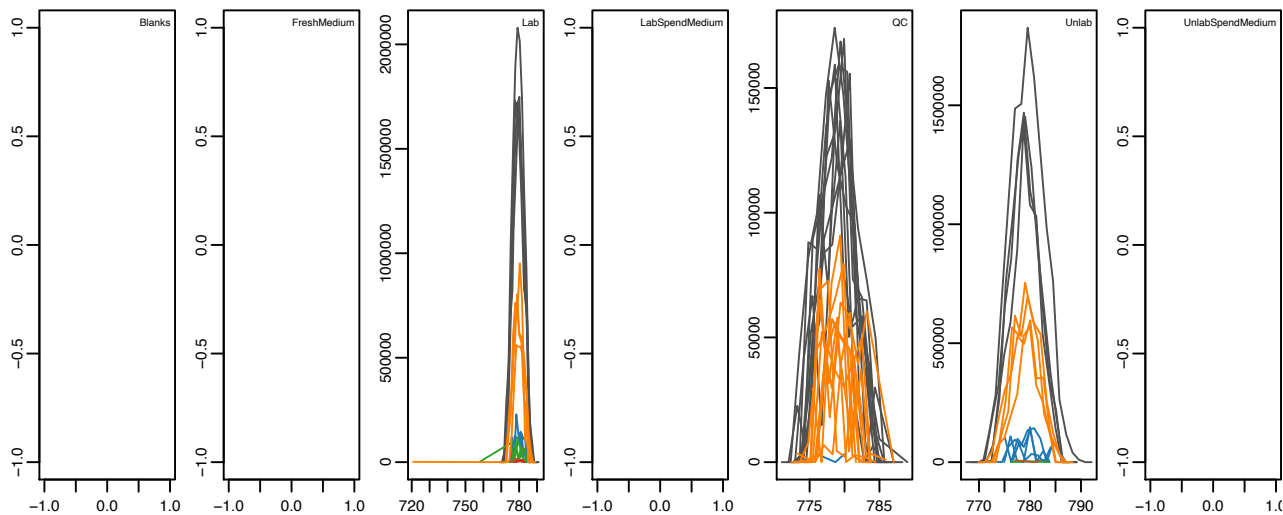 Blanks
−1.0 −0.5 0.0 0.5 1.0
−1.0 0.0 1.0
FreshMedium
−1.0 −0.5 0.0 0.5 1.0
−1.0 0.0 1.0
Lab
0 500000 1000000 1500000 2000000
720 750 780
LabSpendMedium
−1.0 −0.5 0.0 0.5 1.0
−1.0 0.0 1.0
QC
0 50000 100000 150000
775 785
Unlab
0 500000 1000000 1500000
770 780 790
UnlabSpendMedium
−1.0 −0.5 0.0 0.5 1.0
−1.0 0.0 1.0